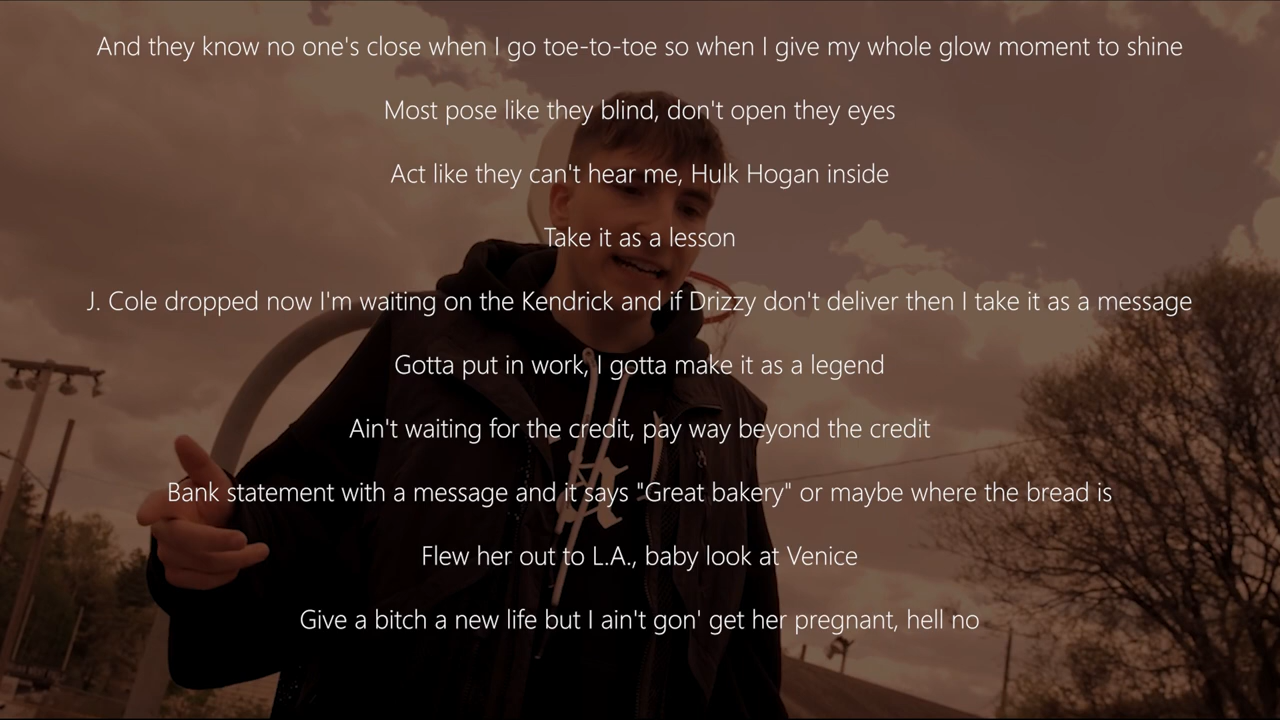 And they know no one's close when I go toe-to-toe so when I give my whole glow moment to shine
Most pose like they blind, don't open they eyes
Act like they can't hear me, Hulk Hogan inside
Take it as a lesson
J. Cole dropped now I'm waiting on the Kendrick and if Drizzy don't deliver then I take it as a message
Gotta put in work, I gotta make it as a legend
Ain't waiting for the credit, pay way beyond the credit
Bank statement with a message and it says "Great bakery" or maybe where the bread is
Flew her out to L.A., baby look at Venice
Give a bitch a new life but I ain't gon' get her pregnant, hell no